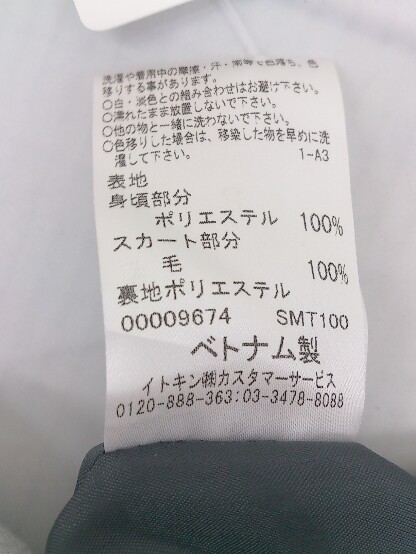 洗濯や着用中の摩擦・汗・雨等で色落ち、色
移りする事があります。
○白・淡色との組み合わせはお避け下さい。
○濡れたまま放置しないで下さい。
○他の物と一緒に洗わないで下さい。
○色移りした場合は、移染した物を早めに洗
濯して下さい。 1-A3
表地
身頃部分
ポリエステル 100%
スカート部分
毛 100%
裏地ポリエステル
00009674 SMT100
ベトナム製
イトキン㈱カスタマーサービス
0120-888-363:03-3478-8088